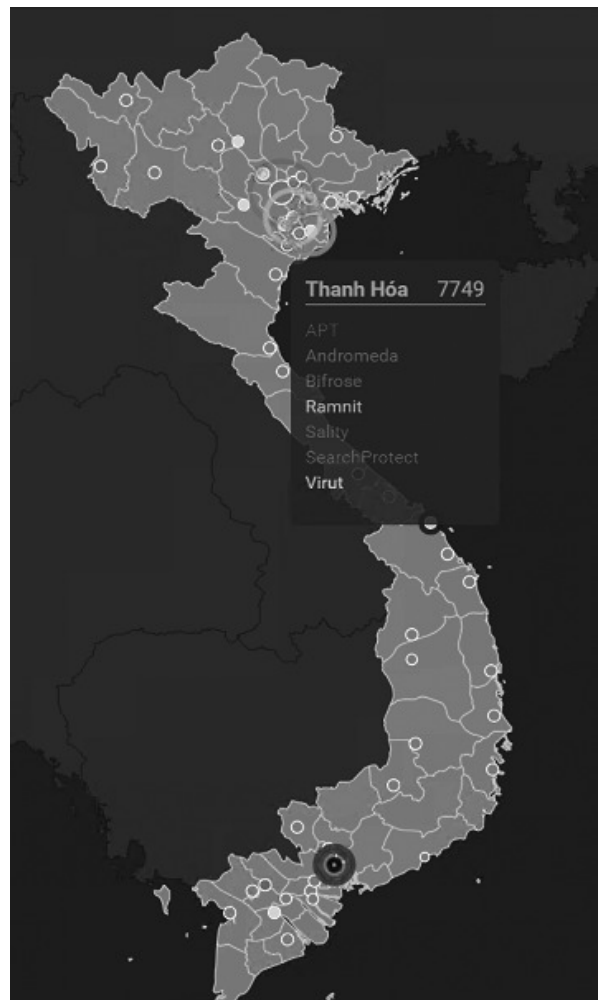 Thanh Hóa 7749
APT
Andromeda
Bifrose
Ramnit
Sality
SearchProtect
Virut